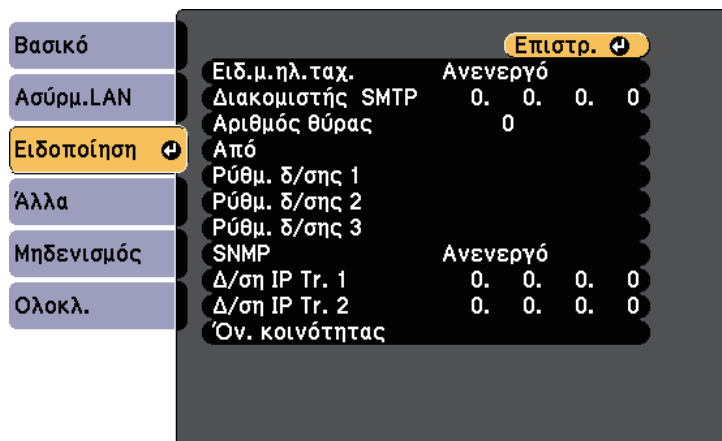 Βασικό
Ασύρμ.LAN
Ειδοποίηση
Άλλα
Μηδενισμός
Ολοκλ.
Επιστρ.
Ειδ.μ.ηλ.ταχ. Ανενεργό
Διακομιστής SMTP 0. 0. 0. 0
Αριθμός θύρας 0
Από
Ρύθμ. δ/σης 1
Ρύθμ. δ/σης 2
Ρύθμ. δ/σης 3
SNMP Ανενεργό
Δ/ση IP Tr. 1 0. 0. 0. 0
Δ/ση IP Tr. 2 0. 0. 0. 0
Όν. κοινότητας